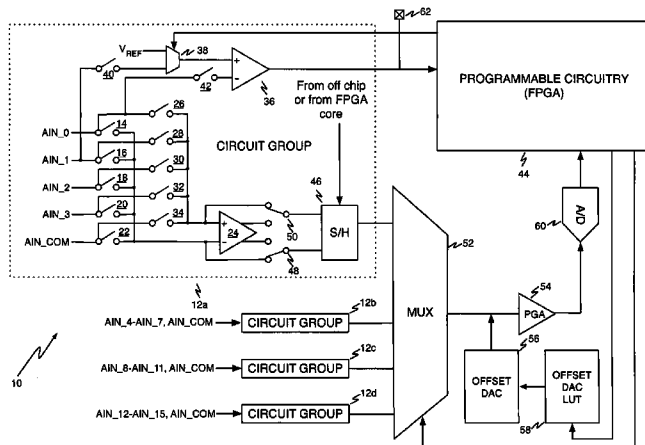 62
VREF
38
40
42
36
PROGRAMMABLE CIRCUITRY
(FPGA)
From off chip
or from FPGA
core
AIN_0
14
26
AIN_1
16
28
CIRCUIT GROUP
AIN_2
18
30
AIN_3
20
32
AIN_COM
22
34
24
50
48
46
S/H
44
52
60
A/D
12a
MUX
54
PGA
AIN_4-AIN_7, AIN_COM
CIRCUIT GROUP
12b
AIN_8-AIN_11, AIN_COM
CIRCUIT GROUP
12c
AIN_12-AIN_15, AIN_COM
CIRCUIT GROUP
12d
56
OFFSET
DAC
OFFSET
DAC
LUT
58
10